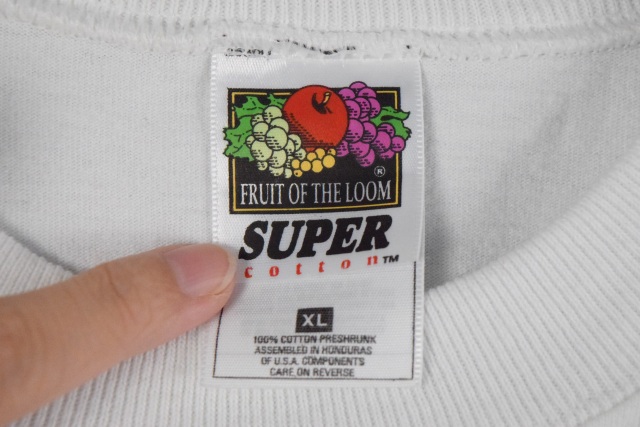 ®
FRUIT OF THE LOOM
SUPER
cotton™
XL
100% COTTON-PRESHRUNK
ASSEMBLED IN HONDURAS
OF U.S.A. COMPONENTS
CARE ON REVERSE